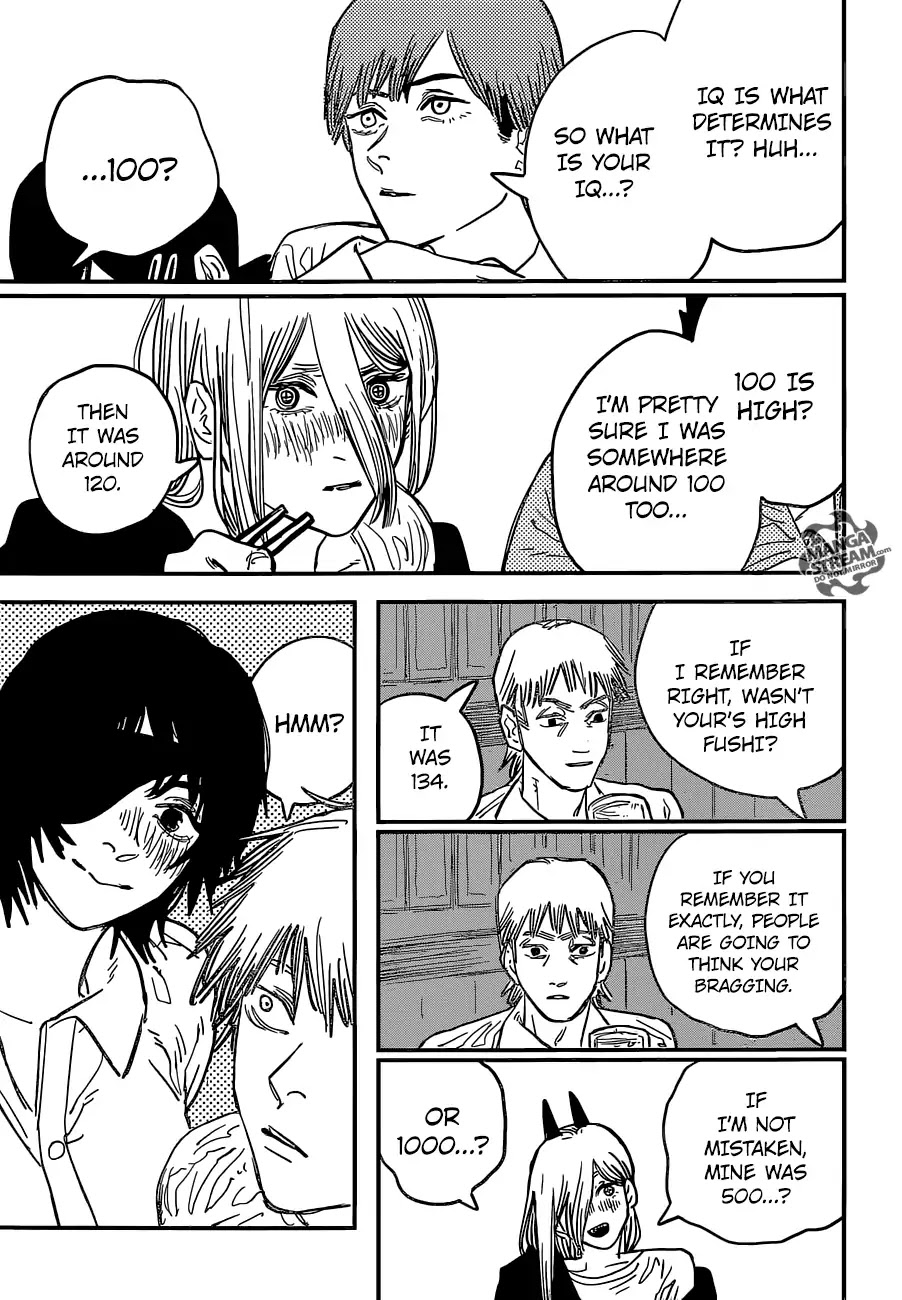 IQ IS WHAT
DETERMINES
IT? HUH...
SO WHAT
IS YOUR
IQ...?
...100?
100 IS
HIGH?
I'M PRETTY
SURE I WAS
SOMEWHERE
AROUND 100
TOO...
THEN
IT WAS
AROUND
120.
MANGA
STREAM.com
DO NOT MIRROR
IF
I REMEMBER
RIGHT, WASN'T
YOUR'S HIGH
FUSHI?
IT
WAS
134.
IF YOU
REMEMBER IT
EXACTLY, PEOPLE
ARE GOING TO
THINK YOUR
BRAGGING.
IF
I'M NOT
MISTAKEN,
MINE WAS
500...?
OR
1000...?
HMM?